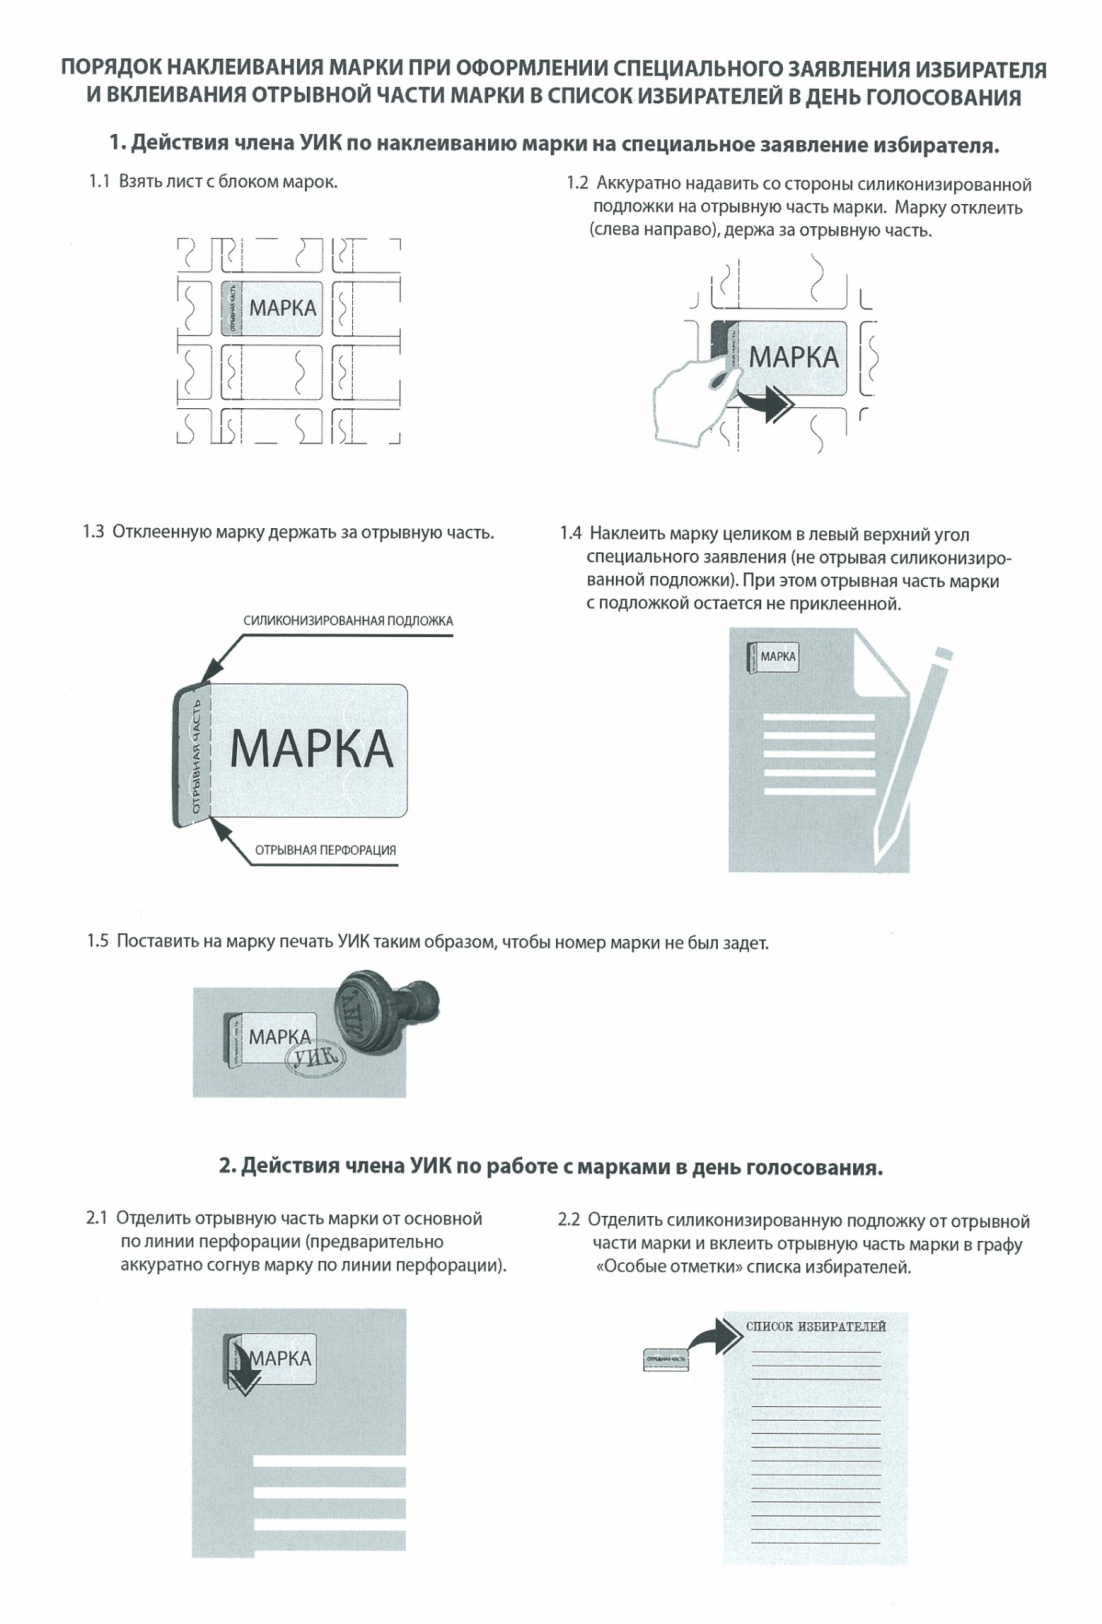 ПОРЯДОК НАКЛЕИВАНИЯ МАРКИ ПРИ ОФОРМЛЕНИИ СПЕЦИАЛЬНОГО ЗАЯВЛЕНИЯ ИЗБИРАТЕЛЯ
И ВКЛЕИВАНИЯ ОТРЫВНОЙ ЧАСТИ МАРКИ В СПИСОК ИЗБИРАТЕЛЕЙ В ДЕНЬ ГОЛОСОВАНИЯ
1. Действия члена УИК по наклеиванию марки на специальное заявление избирателя.
1.1 Взять лист с блоком марок.
ОТРЫВНАЯ ЧАСТЬ
МАРКА
1.2 Аккуратно надавить со стороны силиконизированной
подложки на отрывную часть марки. Марку отклеить
(слева направо), держа за отрывную часть.
МАРКА
1.3 Отклеенную марку держать за отрывную часть.
СИЛИКОНИЗИРОВАННАЯ ПОДЛОЖКА
ОТРЫВНАЯ ЧАСТЬ
МАРКА
ОТРЫВНАЯ ПЕРФОРАЦИЯ
1.4 Наклеить марку целиком в левый верхний угол
специального заявления (не отрывая силиконизиро-
ванной подложки). При этом отрывная часть марки
с подложкой остается не приклеенной.
МАРКА
1.5 Поставить на марку печать УИК таким образом, чтобы номер марки не был задет.
МАРКА
УИК
2. Действия члена УИК по работе с марками в день голосования.
2.1 Отделить отрывную часть марки от основной
по линии перфорации (предварительно
аккуратно согнув марку по линии перфорации).
МАРКА
2.2 Отделить силиконизированную подложку от отрывной
части марки и вклеить отрывную часть марки в графу
«Особые отметки» списка избирателей.
СПИСОК ИЗБИРАТЕЛЕЙ
ОТРЫВНАЯ ЧАСТЬ